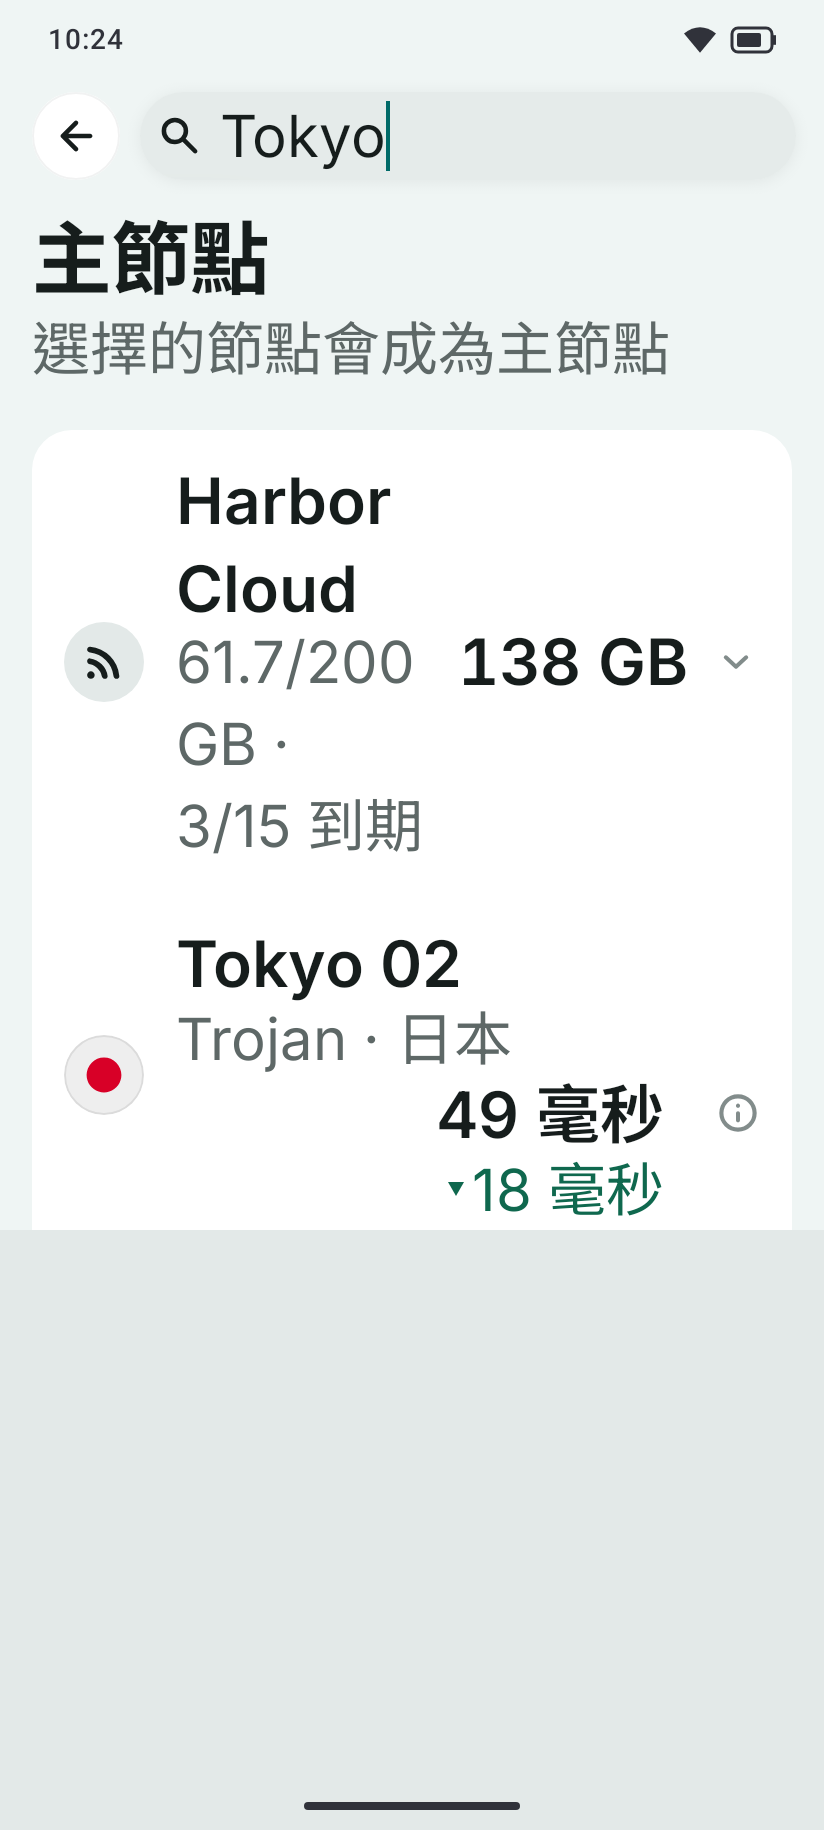 10:24
Tokyo
主節點
選擇的節點會成為主節點
Harbor
Cloud
61.7/200
GB ·
3/15 到期
138 GB
Tokyo 02
Trojan · 日本
49 毫秒
▼18 毫秒